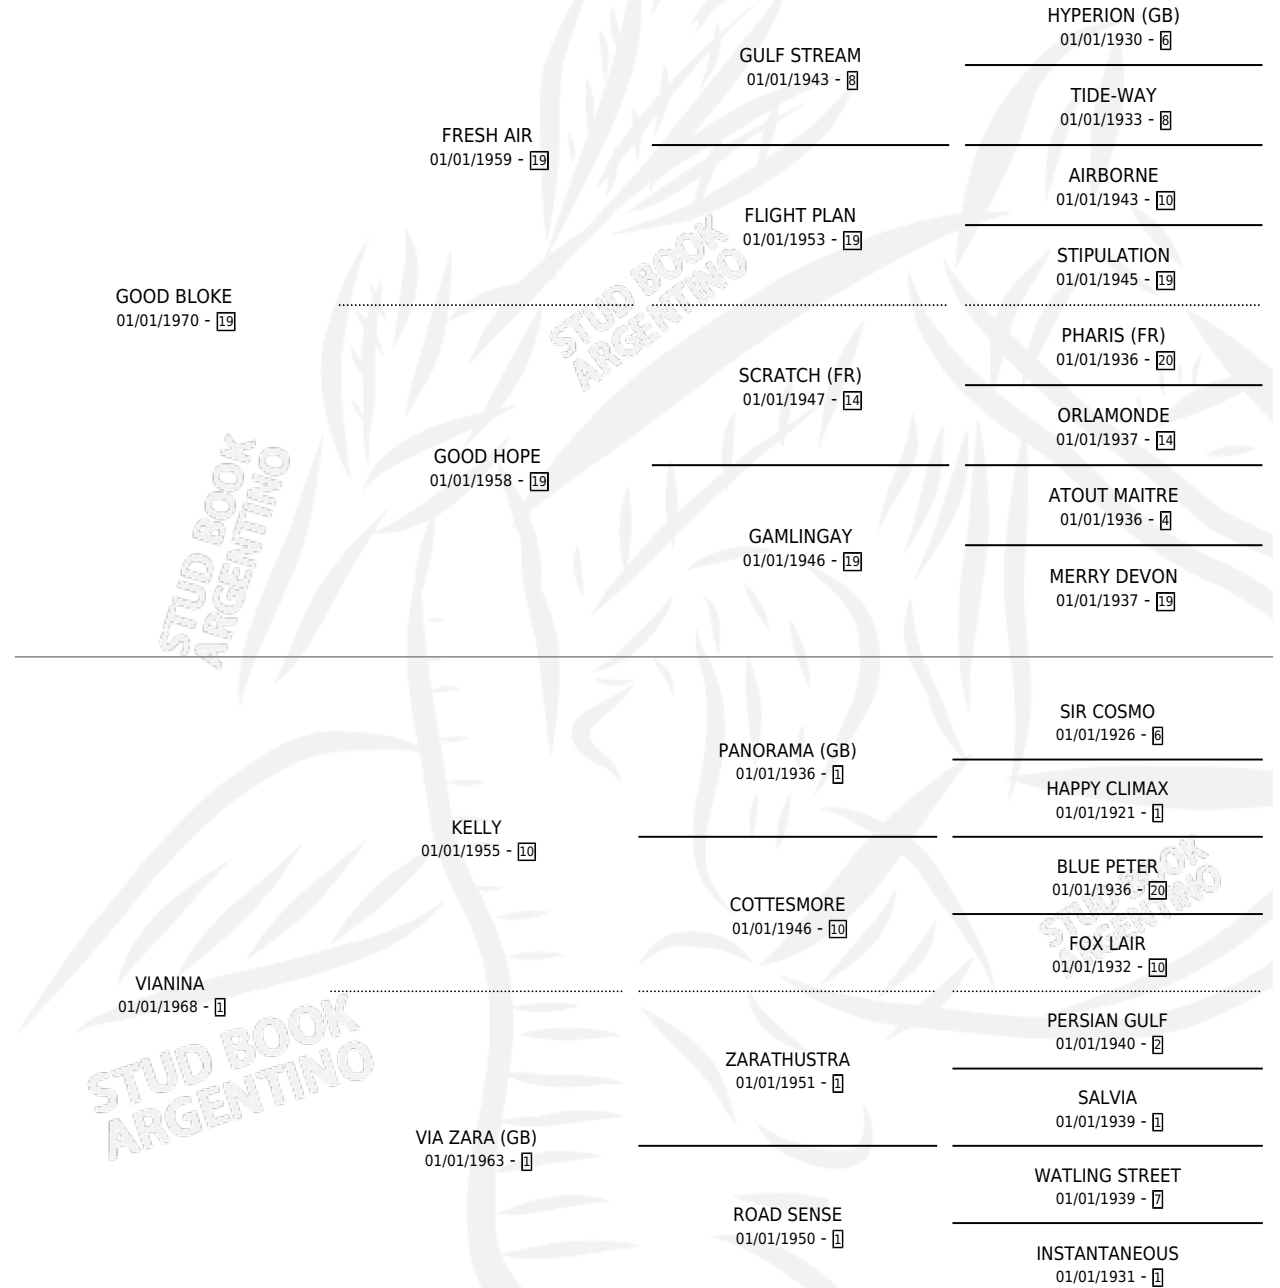 HYPERION (GB)
01/01/1930 - 6
GULF STREAM
01/01/1943 - 8
TIDE-WAY
01/01/1933 - 8
FRESH AIR
01/01/1959 - 19
AIRBORNE
01/01/1943 - 10
FLIGHT PLAN
01/01/1953 - 19
STIPULATION
01/01/1945 - 19
GOOD BLOKE
01/01/1970 - 19
PHARIS (FR)
01/01/1936 - 20
SCRATCH (FR)
01/01/1947 - 14
ORLAMONDE
01/01/1937 - 14
GOOD HOPE
01/01/1958 - 19
ATOUT MAITRE
01/01/1936 - 4
GAMLINGAY
01/01/1946 - 19
MERRY DEVON
01/01/1937 - 19
STUD BOOK
ARGENTINO
STUD BOOK
ARGENTINO
SIR COSMO
01/01/1926 - 6
PANORAMA (GB)
01/01/1936 - 1
HAPPY CLIMAX
01/01/1921 - 1
KELLY
01/01/1955 - 10
BLUE PETER
01/01/1936 - 20
COTTESMORE
01/01/1946 - 10
FOX LAIR
01/01/1932 - 10
STUD BOOK
ARGENTINO
VIANINA
01/01/1968 - 1
PERSIAN GULF
01/01/1940 - 2
ZARATHUSTRA
01/01/1951 - 1
SALVIA
01/01/1939 - 1
STUD BOOK
ARGENTINO
VIA ZARA (GB)
01/01/1963 - 1
WATLING STREET
01/01/1939 - 7
ROAD SENSE
01/01/1950 - 1
INSTANTANEOUS
01/01/1931 - 1